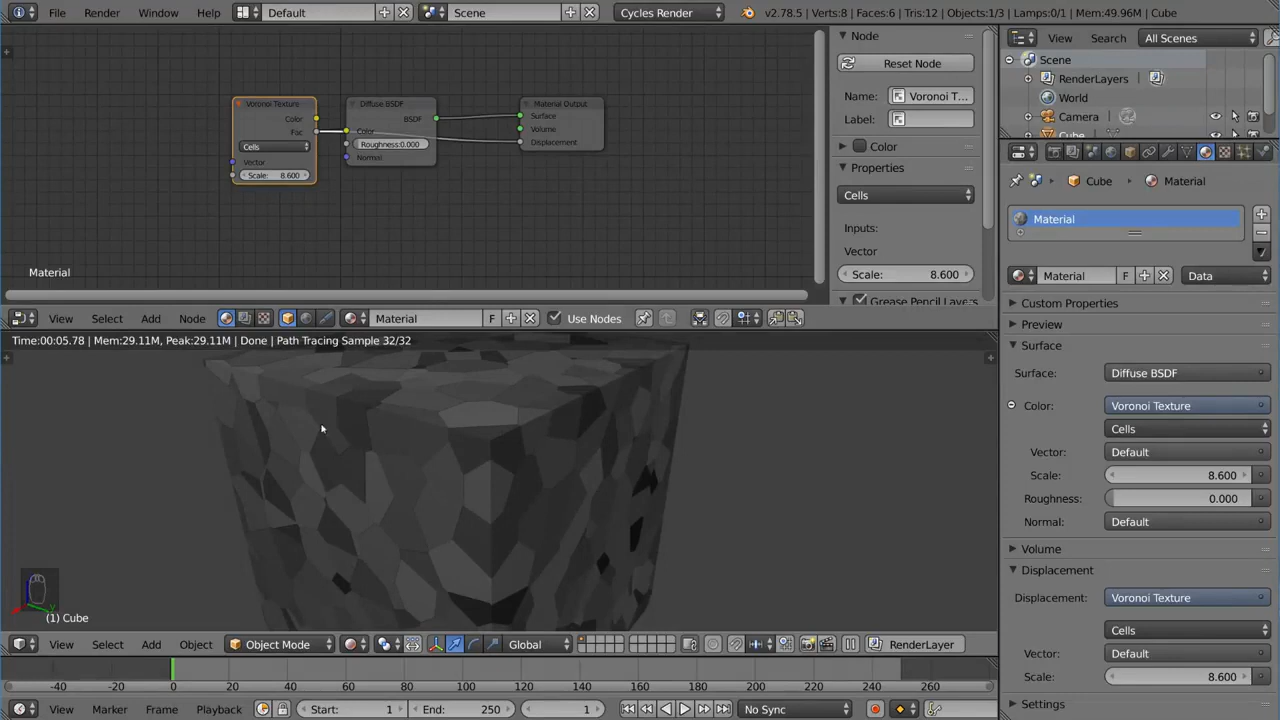 File Render Window Help Default Scene Cycles Render v2.78.5 | Verts:8 | Faces:6 | Tris:12 | Objects:1/3 | Lamps:0/1 | Mem:49.96M | Cube
Voronoi Texture
Color
Fac
Cells
Vector
Scale: 8.600
Diffuse BSDF
BSDF
Color
Roughness:0.000
Normal
Material Output
Surface
Volume
Displacement
Material
Node
Reset Node
Name: Voronoi T...
Label:
Color
Properties
Cells
Inputs:
Vector
Scale: 8.600
Grease Pencil Layers
View Select Add Node Material F Use Nodes
Time:00:05.78 | Mem:29.11M, Peak:29.11M | Done | Path Tracing Sample 32/32
(1) Cube
View Select Add Object Object Mode Global RenderLayer
-40 -20 0 20 40 60 80 100 120 140 160 180 200 220 240 260
View Marker Frame Playback Start: 1 End: 250 1 No Sync
View Search All Scenes
Scene
RenderLayers
World
Camera
Cube
Cube Material
Material
Material F Data
Custom Properties
Preview
Surface
Surface: Diffuse BSDF
Color: Voronoi Texture
Cells
Vector: Default
Scale: 8.600
Roughness: 0.000
Normal: Default
Volume
Displacement
Displacement: Voronoi Texture
Cells
Vector: Default
Scale: 8.600
Settings